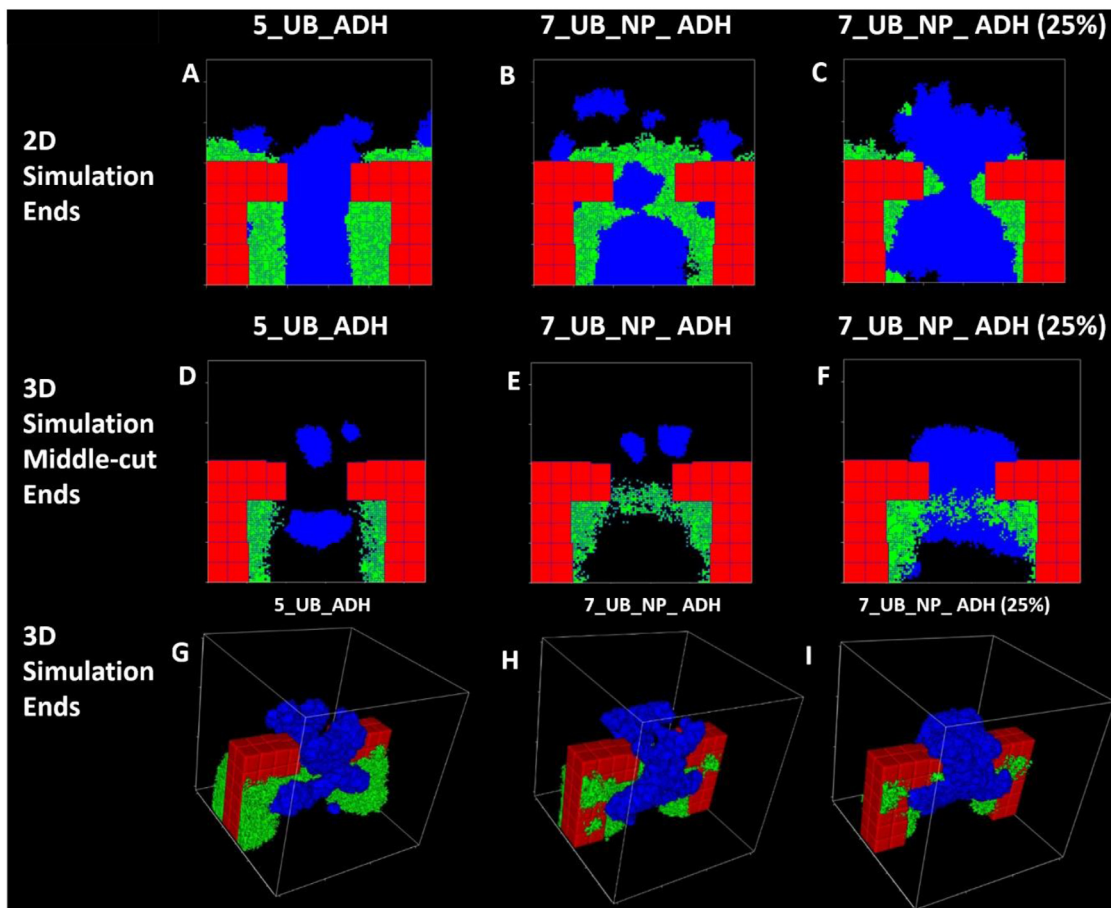 5_UB_ADH 7_UB_NP_ ADH 7_UB_NP_ ADH (25%)
A B C
2D
Simulation
Ends
5_UB_ADH 7_UB_NP_ ADH 7_UB_NP_ ADH (25%)
D E F
3D
Simulation
Middle-cut
Ends
5_UB_ADH 7_UB_NP_ ADH 7_UB_NP_ ADH (25%)
G H I
3D
Simulation
Ends